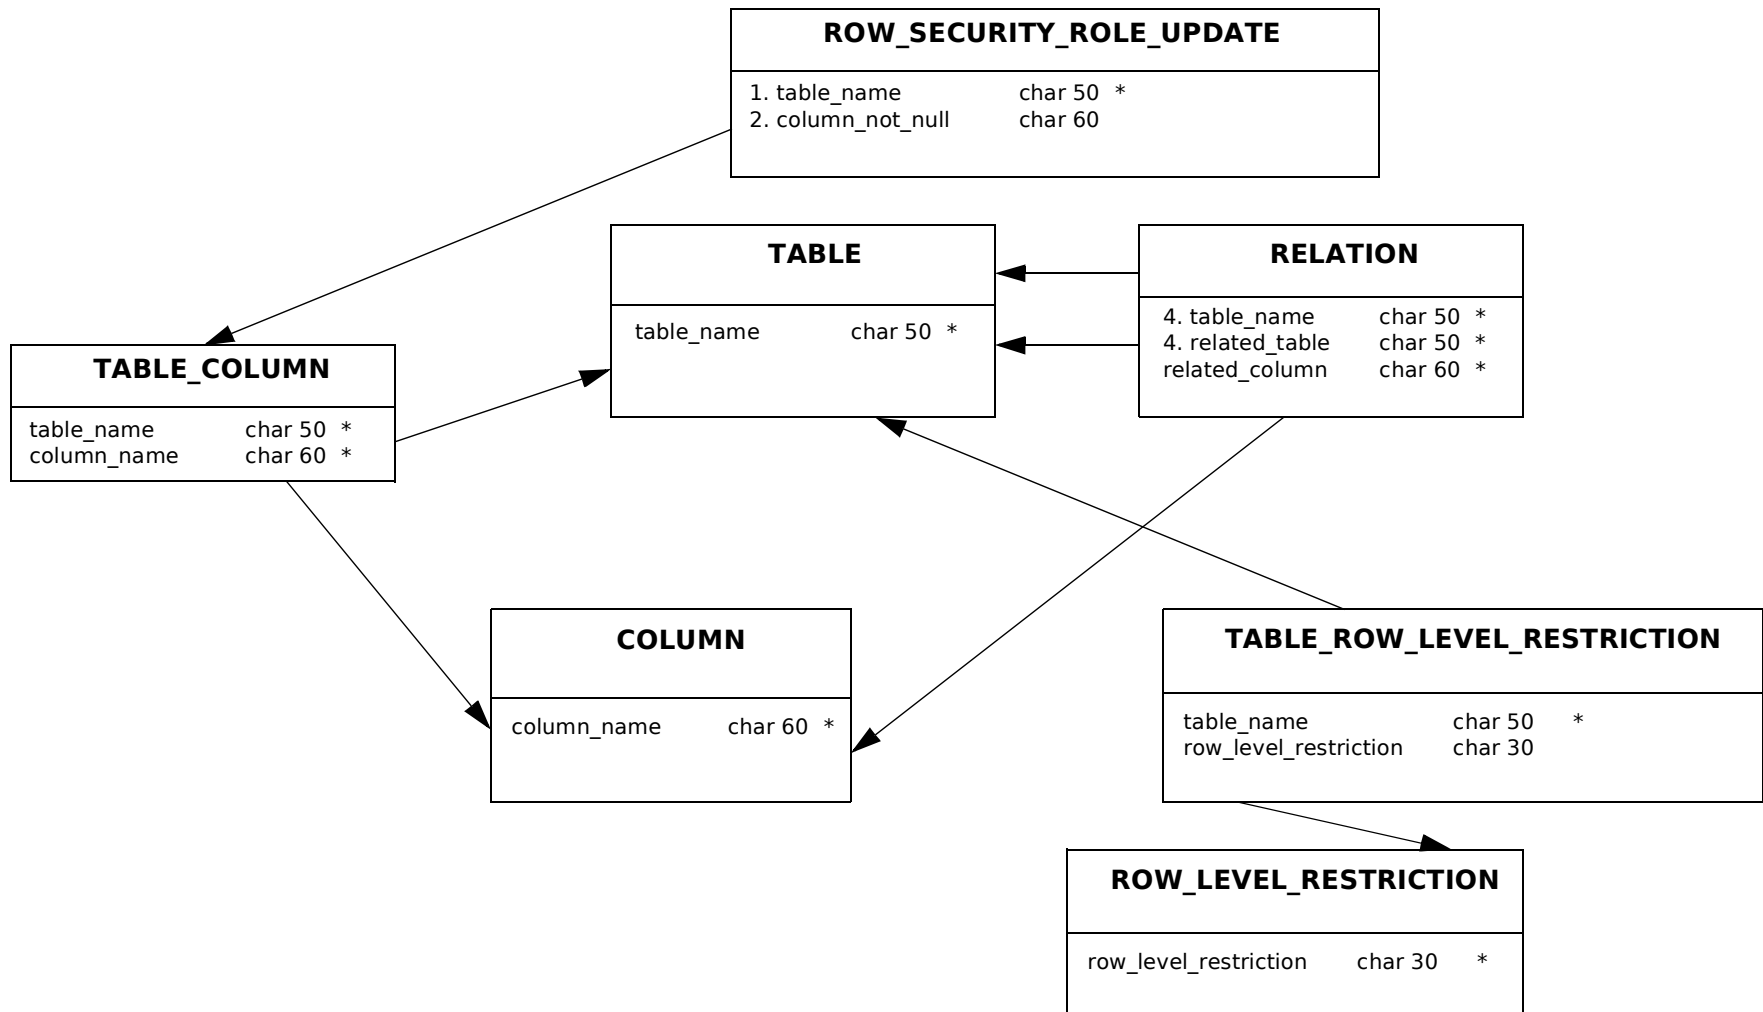 ROW_SECURITY_ROLE_UPDATE
1. table_name char 50 *
2. column_not_null char 60
TABLE
table_name char 50 *
RELATION
4. table_name char 50 *
4. related_table char 50 *
related_column char 60 *
TABLE_COLUMN
table_name char 50 *
column_name char 60 *
COLUMN
column_name char 60 *
TABLE_ROW_LEVEL_RESTRICTION
table_name char 50 *
row_level_restriction char 30
ROW_LEVEL_RESTRICTION
row_level_restriction char 30 *